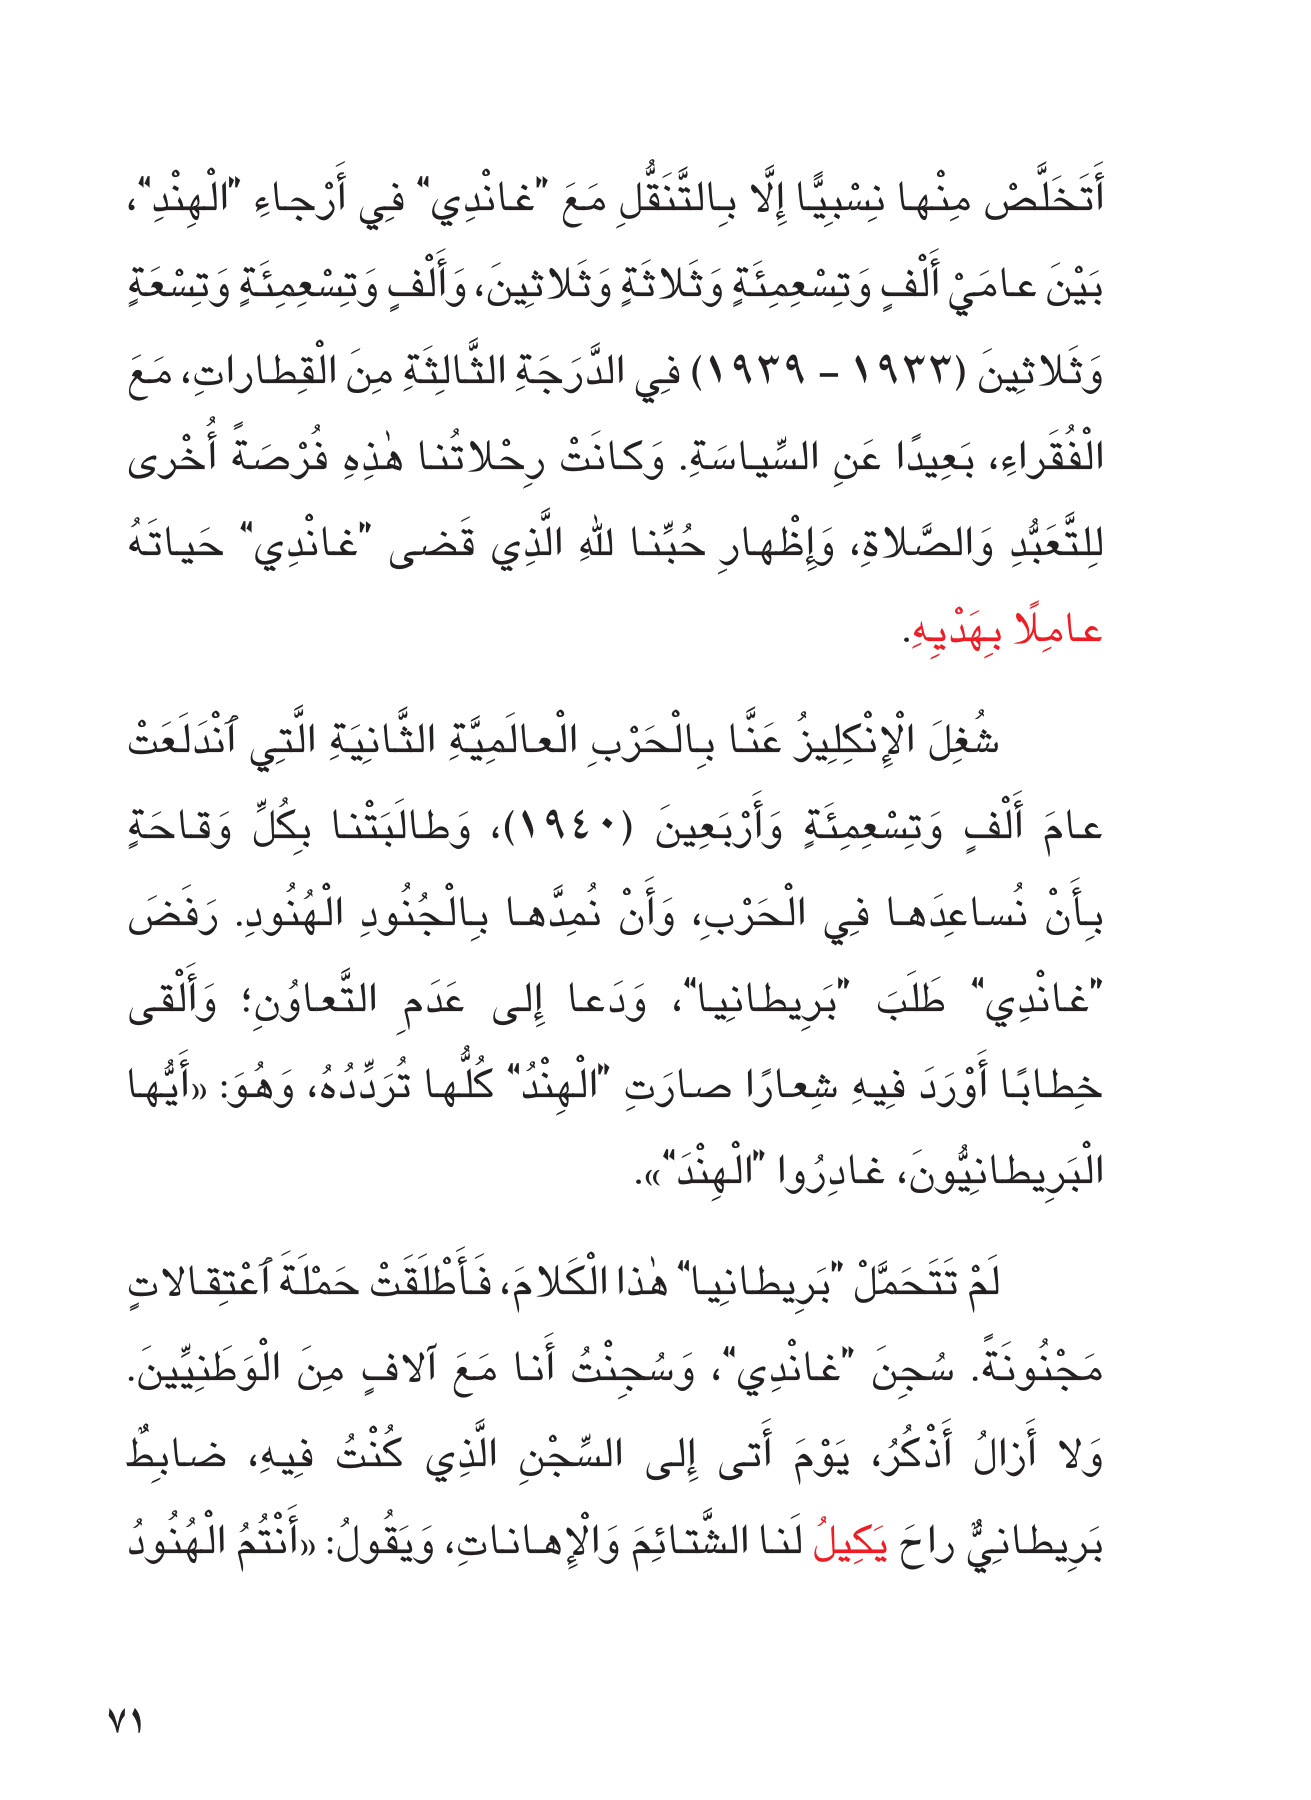 أَتَخَلَّصْ مِنْها نِسْبِيًّا إِلَّا بِالتَّنَقُّلِ مَعَ "غانْدِي" فِي أَرْجاءِ "الْهِنْدِ"،
بَيْنَ عامَيْ أَلْفٍ وَتِسْعِمِئَةٍ وَثَلاثَةٍ وَثَلاثِينَ، وَأَلْفٍ وَتِسْعِمِئَةٍ وَتِسْعَةٍ
وَثَلاثِينَ (١٩٣٣ – ١٩٣٩) فِي الدَّرَجَةِ الثَّالِثَةِ مِنَ الْقِطاراتِ، مَعَ
الْفُقَراءِ، بَعِيدًا عَنِ السِّياسَةِ. وَكانَتْ رِحْلاتُنا هٰذِهِ فُرْصَةً أُخْرى
لِلتَّعَبُّدِ وَالصَّلاةِ، وَإِظْهارِ حُبِّنا لله الَّذِي قَضى "غانْدِي" حَياتَهُ
عامِلًا بِهَدْيِهِ.
شُغِلَ الْإِنْكِلِيزُ عَنَّا بِالْحَرْبِ الْعالَمِيَّةِ الثَّانِيَةِ الَّتِي ٱنْدَلَعَتْ
عامَ أَلْفٍ وَتِسْعِمِئَةٍ وَأَرْبَعِينَ (١٩٤٠)، وَطالَبَتْنا بِكُلِّ وَقاحَةٍ
بِأَنْ نُساعِدَها فِي الْحَرْبِ، وَأَنْ نُمِدَّها بِالْجُنُودِ الْهُنُودِ. رَفَضَ
"غانْدِي" طَلَبَ "بَرِيطانِيا"، وَدَعا إِلى عَدَمِ التَّعاوُنِ؛ وَأَلْقى
خِطابًا أَوْرَدَ فِيهِ شِعارًا صارَتِ "الْهِنْدُ" كُلُّها تُرَدِّدُهُ، وَهُوَ: «أَيُّها
الْبَرِيطانِيُّونَ، غادِرُوا "الْهِنْدَ"».
لَمْ تَتَحَمَّلْ "بَرِيطانِيا" هٰذا الْكَلامَ، فَأَطْلَقَتْ حَمْلَةَ ٱعْتِقالاتٍ
مَجْنُونَةً. سُجِنَ "غانْدِي"، وَسُجِنْتُ أَنا مَعَ آلافٍ مِنَ الْوَطَنِيِّينَ.
وَلا أَزالُ أَذْكُرُ، يَوْمَ أَتى إِلى السِّجْنِ الَّذِي كُنْتُ فِيهِ، ضابِطٌ
بَرِيطانِيٌّ راحَ يَكِيلُ لَنا الشَّتائِمَ وَالْإِهاناتِ، وَيَقُولُ: «أَنْتُمُ الْهُنُودُ
٧١